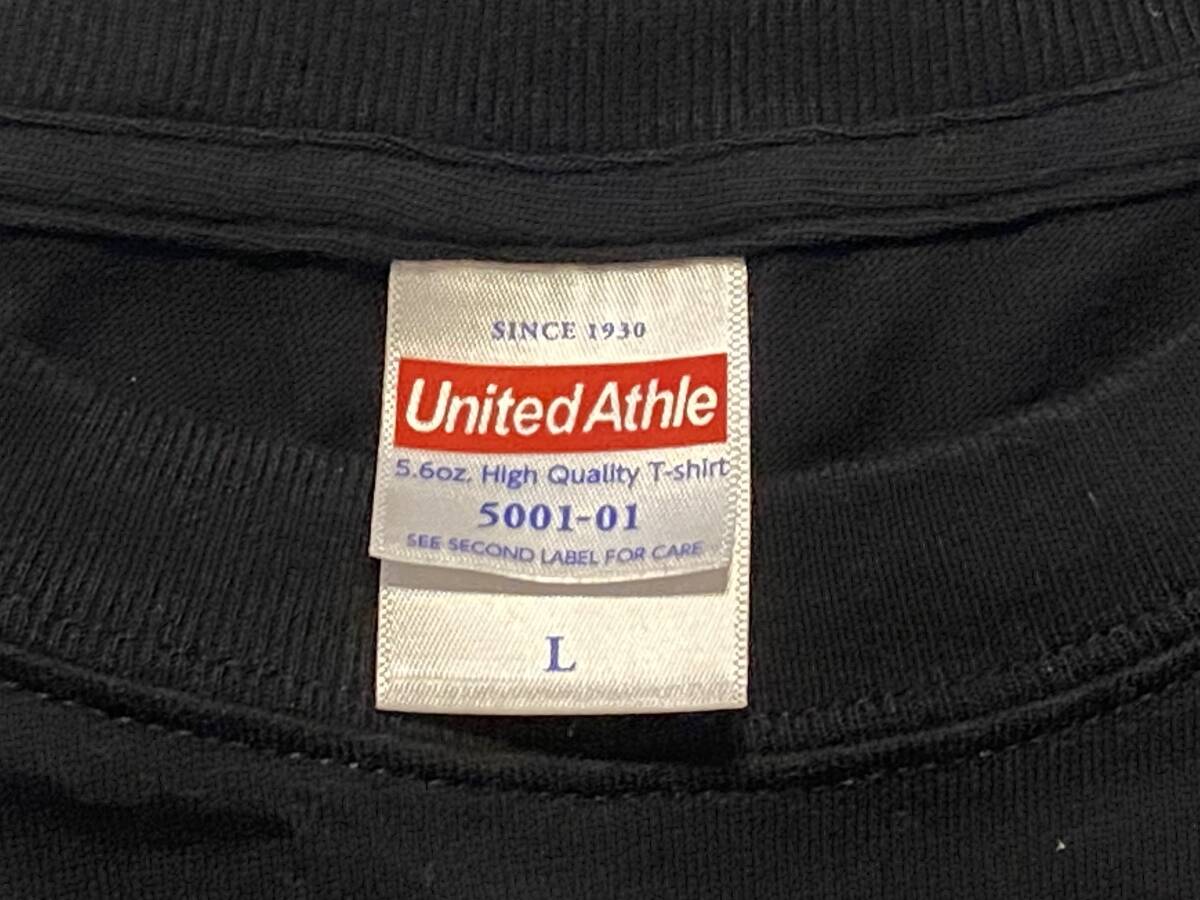 SINCE 1930
United Athle
5.6oz. High Quality T-shirt
5001-01
SEE SECOND LABEL FOR CARE
L